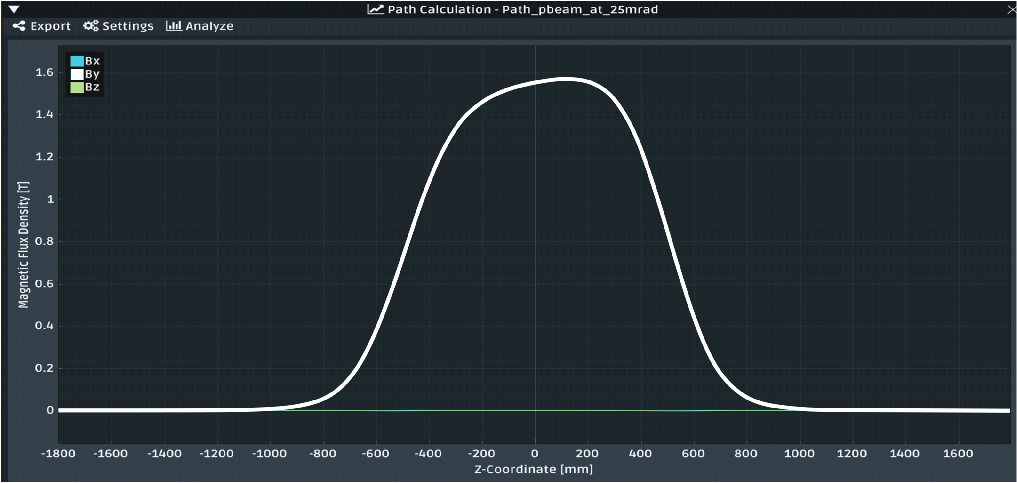 Path Calculation - Path_pbeam_at_25mrad
Export Settings Analyze
Bx
By
Bz
Magnetic Flux Density [T]
1.6
1.4
1.2
1
0.8
0.6
0.4
0.2
0
-1800 -1600 -1400 -1200 -1000 -800 -600 -400 -200 0 200 400 600 800 1000 1200 1400 1600
Z-Coordinate [mm]